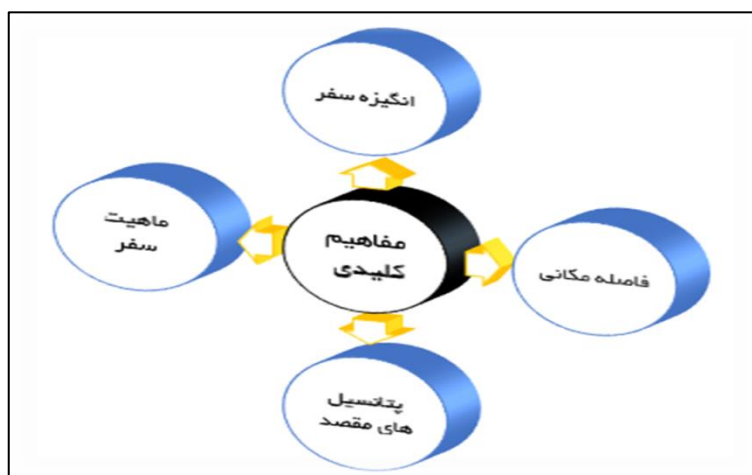 انگیزه سفر
ماهیت
سفر
مفاهیم
کلیدی
فاصله مکانی
پتانسیل
های مقصد